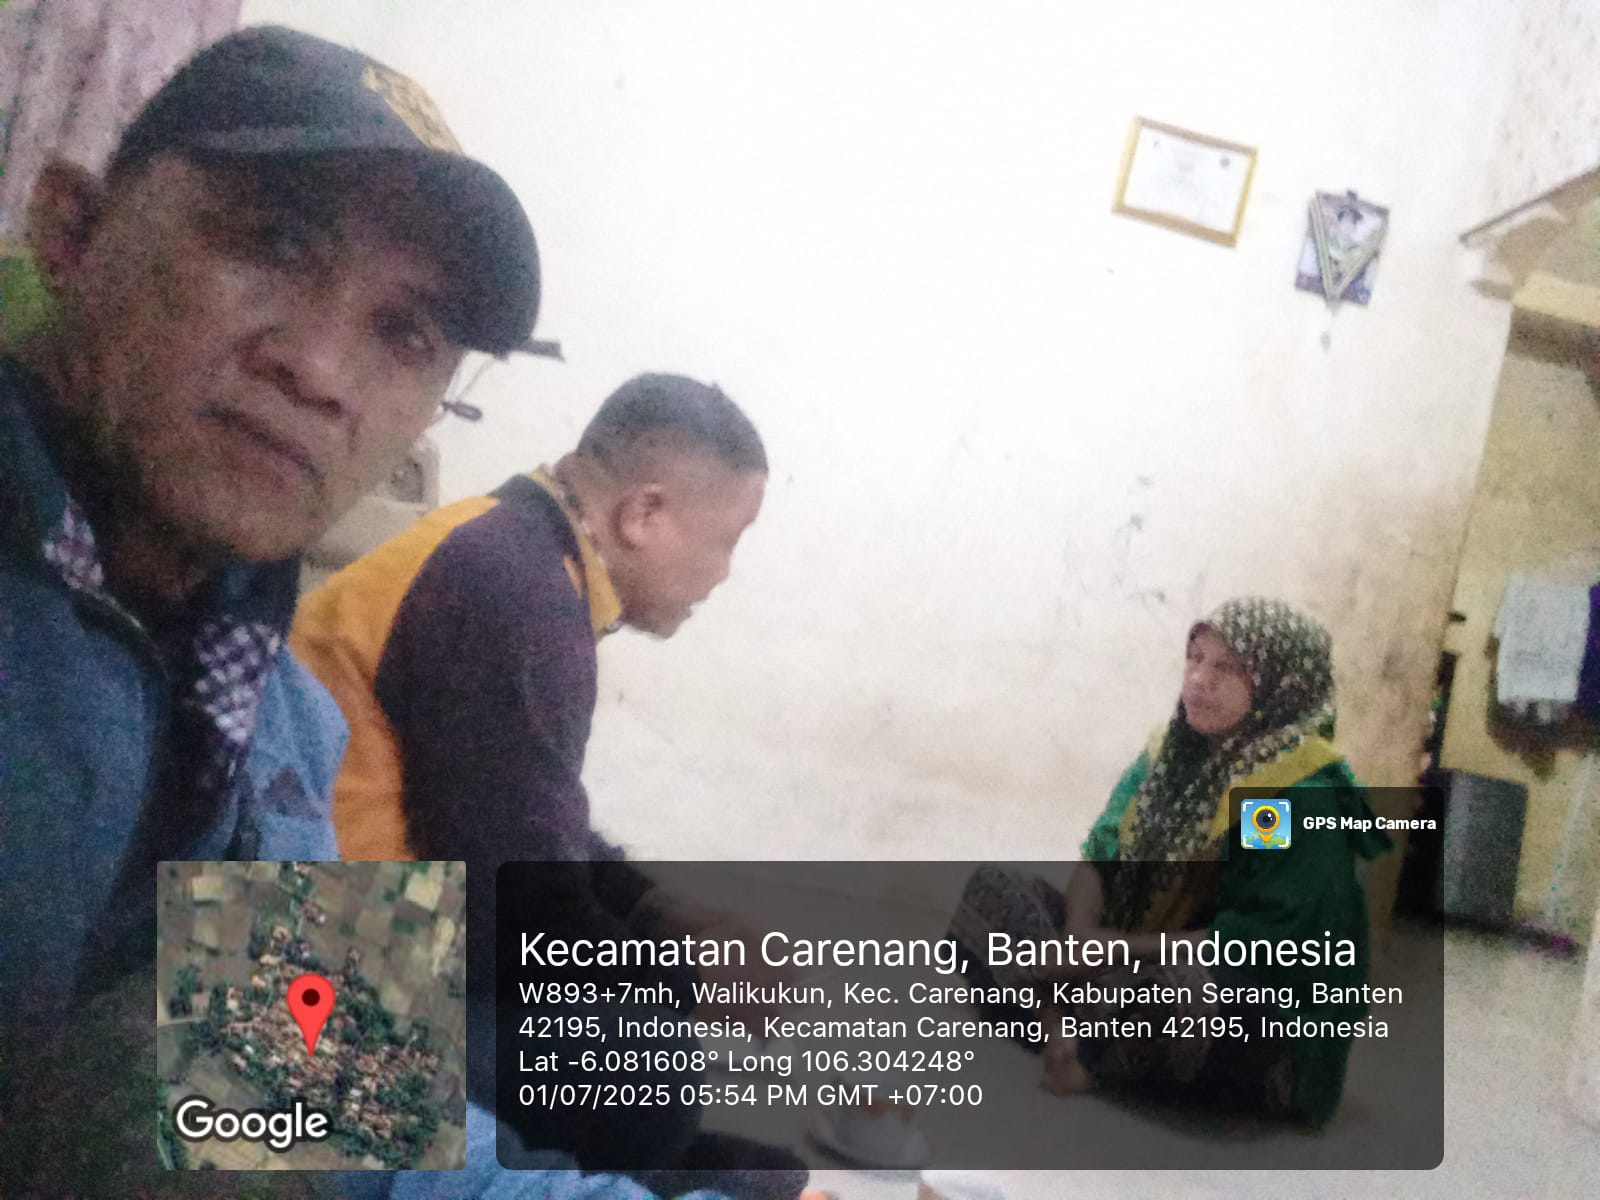 GPS Map Camera
Kecamatan Carenang, Banten, Indonesia
W893+7mh, Walikukun, Kec. Carenang, Kabupaten Serang, Banten
42195, Indonesia, Kecamatan Carenang, Banten 42195, Indonesia
Lat -6.081608° Long 106.304248°
01/07/2025 05:54 PM GMT +07:00
Google